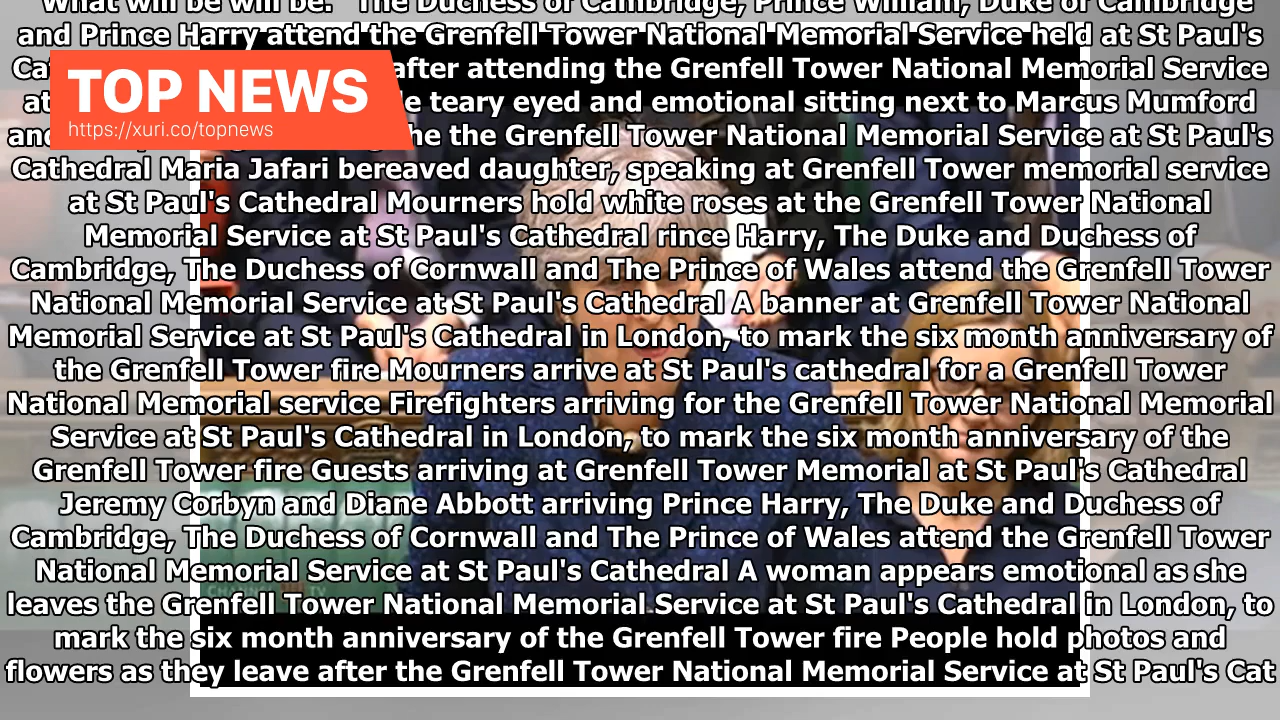 What will be will be." The Duchess of Cambridge, Prince William, Duke of Cambridge
and Prince Harry attend the Grenfell Tower National Memorial Service held at St Paul's
after attending the Grenfell Tower National Memorial Service
TOP NEWS
teary eyed and emotional sitting next to Marcus Mumford
https://xuri.co/topnews
the Grenfell Tower National Memorial Service at St Paul's
Cathedral Maria Jafari bereaved daughter, speaking at Grenfell Tower memorial service
at St Paul's Cathedral Mourners hold white roses at the Grenfell Tower National
Memorial Service at St Paul's Cathedral rince Harry, The Duke and Duchess of
Cambridge, The Duchess of Cornwall and The Prince of Wales attend the Grenfell Tower
National Memorial Service at St Paul's Cathedral A banner at Grenfell Tower National
Memorial Service at St Paul's Cathedral in London, to mark the six month anniversary of
the Grenfell Tower fire Mourners arrive at St Paul's cathedral for a Grenfell Tower
National Memorial service Firefighters arriving for the Grenfell Tower National Memorial
Service at St Paul's Cathedral in London, to mark the six month anniversary of the
Grenfell Tower fire Guests arriving at Grenfell Tower Memorial at St Paul's Cathedral
Jeremy Corbyn and Diane Abbott arriving Prince Harry, The Duke and Duchess of
Cambridge, The Duchess of Cornwall and The Prince of Wales attend the Grenfell Tower
National Memorial Service at St Paul's Cathedral A woman appears emotional as she
leaves the Grenfell Tower National Memorial Service at St Paul's Cathedral in London, to
mark the six month anniversary of the Grenfell Tower fire People hold photos and
flowers as they leave after the Grenfell Tower National Memorial Service at St Paul's Cat